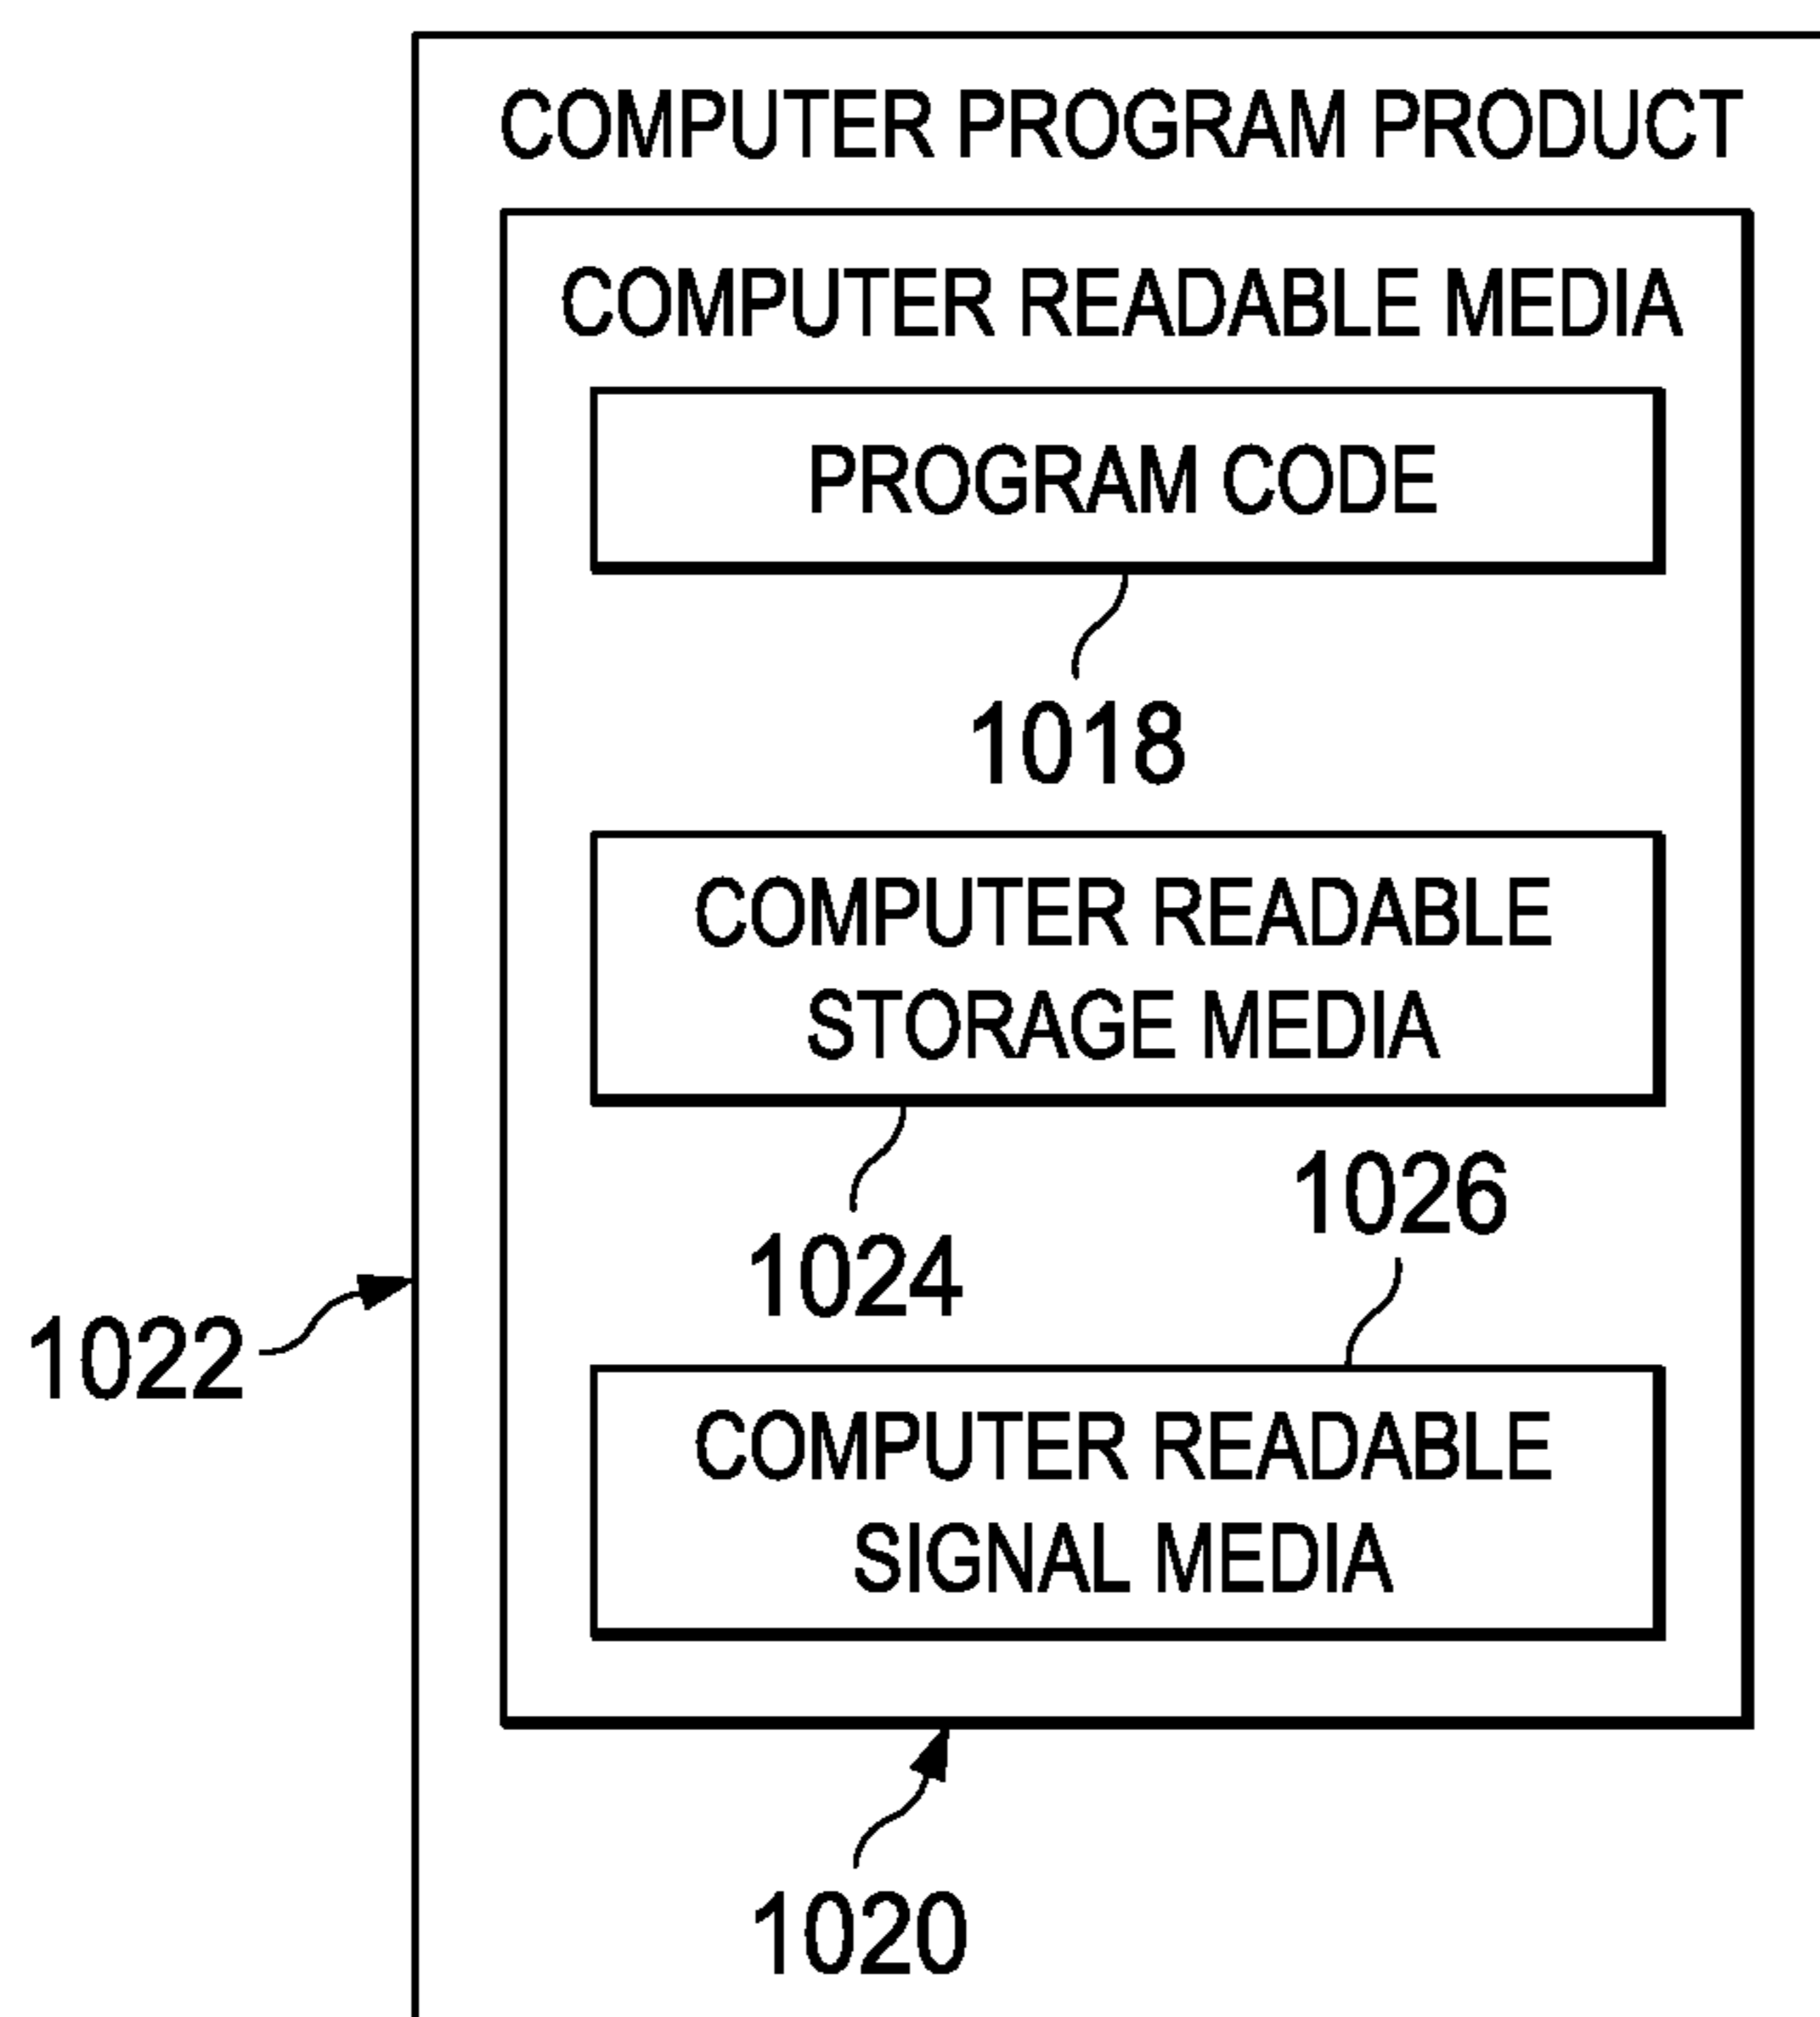 COMPUTER PROGRAM PRODUCT
COMPUTER READABLE MEDIA
PROGRAM CODE
1018
COMPUTER READABLE
STORAGE MEDIA
1026
1024
1022
COMPUTER READABLE
SIGNAL MEDIA
1020